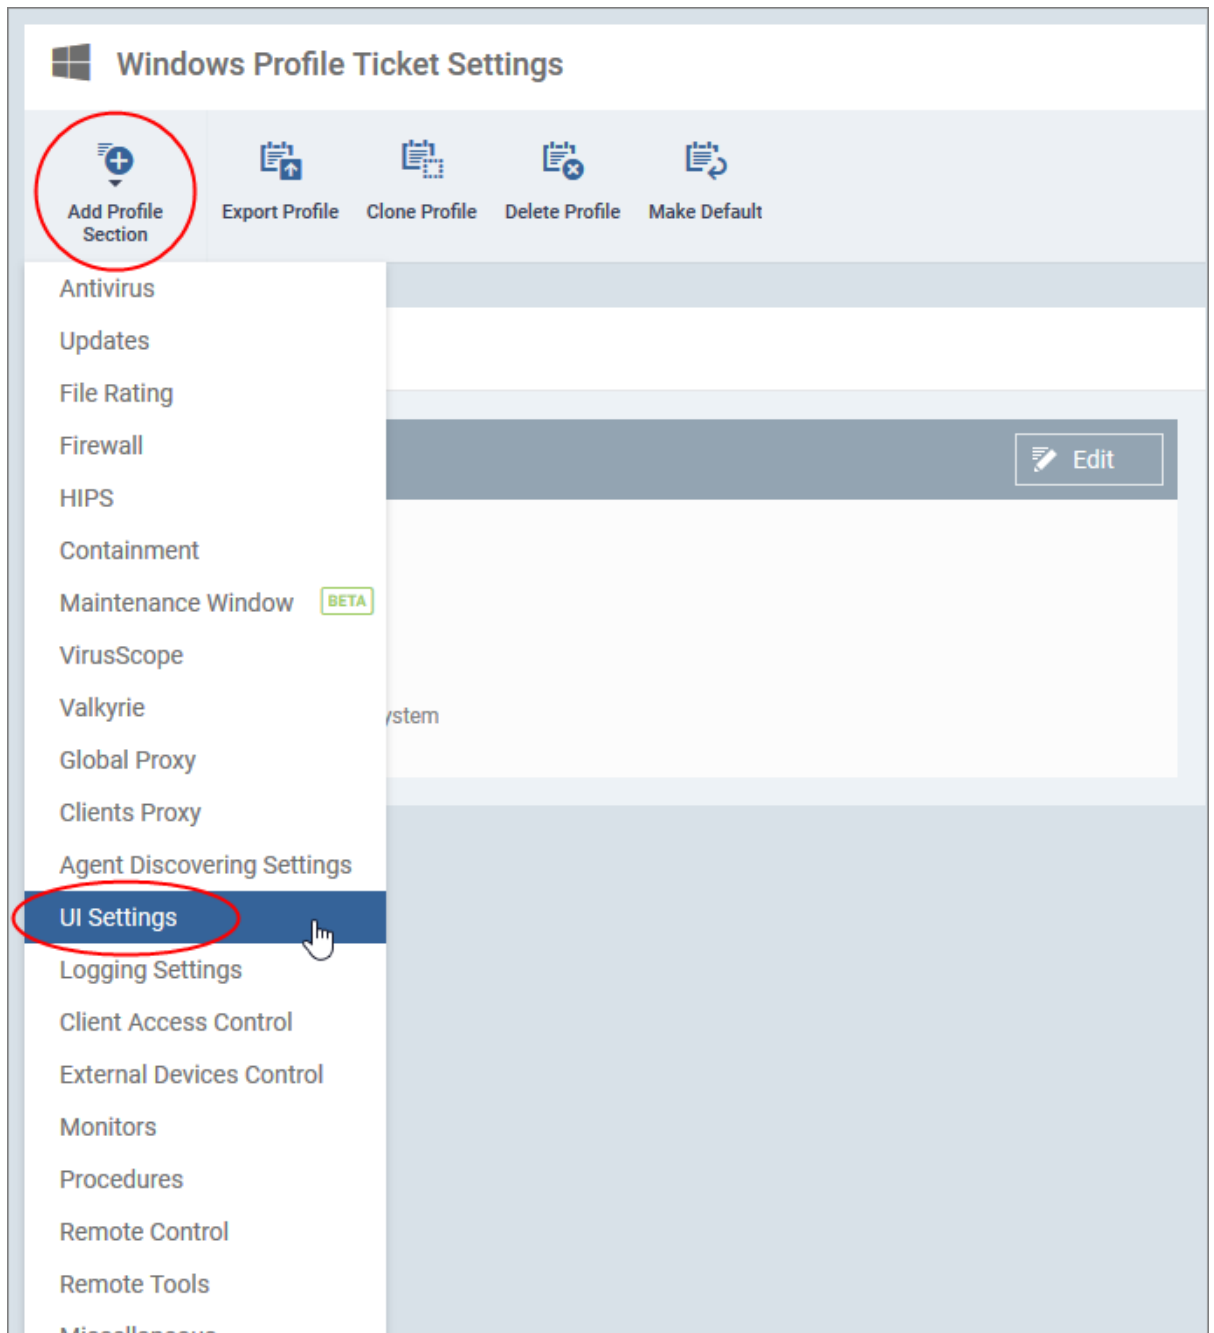 Windows Profile Ticket Settings
Add Profile
Section
Export Profile
Clone Profile
Delete Profile
Make Default
Antivirus
Updates
File Rating
Firewall
Edit
HIPS
Containment
Maintenance Window BETA
VirusScope
Valkyrie
ystem
Global Proxy
Clients Proxy
Agent Discovering Settings
UI Settings
Logging Settings
Client Access Control
External Devices Control
Monitors
Procedures
Remote Control
Remote Tools
Miscellaneous